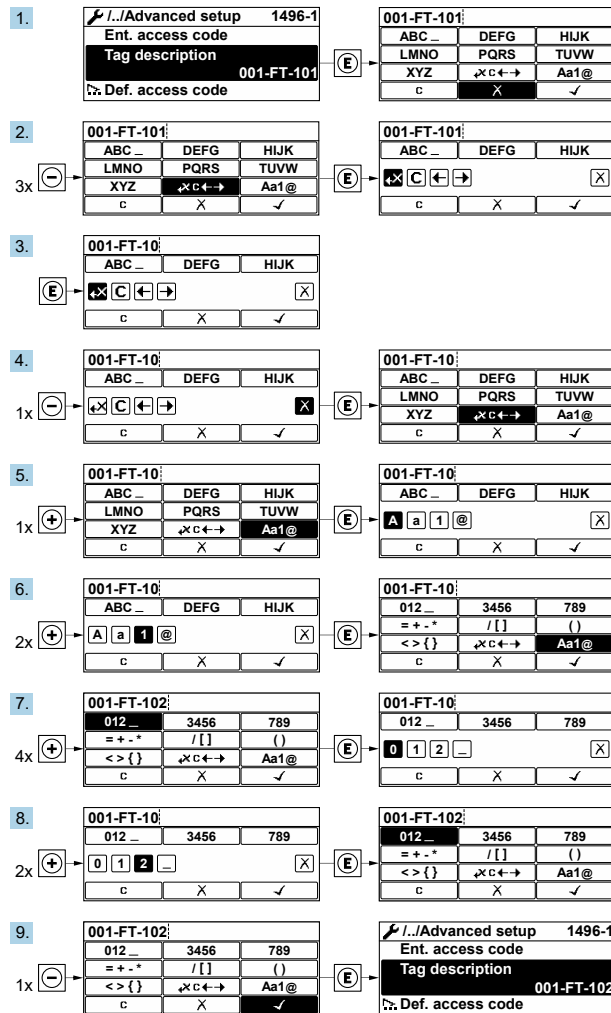 1.
/../Advanced setup 1496-1
Ent. access code
Tag description
001-FT-101
Def. access code
E
001-FT-101
ABC _ DEFG HIJK
LMNO PQRS TUVW
XYZ C ← → Aa1@
C X ✓
2.
3x −
001-FT-101
ABC _ DEFG HIJK
LMNO PQRS TUVW
XYZ C ← → Aa1@
C X ✓
E
001-FT-101
ABC _ DEFG HIJK
C ← → X
C X ✓
3.
E
001-FT-10
ABC _ DEFG HIJK
C ← → X
C X ✓
4.
1x −
001-FT-10
ABC _ DEFG HIJK
C ← → X
C X ✓
E
001-FT-10
ABC _ DEFG HIJK
LMNO PQRS TUVW
XYZ C ← → Aa1@
C X ✓
5.
1x +
001-FT-10
ABC _ DEFG HIJK
LMNO PQRS TUVW
XYZ C ← → Aa1@
C X ✓
E
001-FT-10
ABC _ DEFG HIJK
A a 1 @ X
C X ✓
6.
2x +
001-FT-10
ABC _ DEFG HIJK
A a 1 @ X
C X ✓
E
001-FT-10
012 _ 3456 789
= + - * / [ ] ( )
< > { } C ← → Aa1@
C X ✓
7.
4x +
001-FT-102
012 _ 3456 789
= + - * / [ ] ( )
< > { } C ← → Aa1@
C X ✓
E
001-FT-10
012 _ 3456 789
0 1 2 _ X
C X ✓
8.
2x +
001-FT-10
012 _ 3456 789
0 1 2 _ X
C X ✓
E
001-FT-102
012 _ 3456 789
= + - * / [ ] ( )
< > { } C ← → Aa1@
C X ✓
9.
1x −
001-FT-102
012 _ 3456 789
= + - * / [ ] ( )
< > { } C ← → Aa1@
C X ✓
E
/../Advanced setup 1496-1
Ent. access code
Tag description
001-FT-102
Def. access code